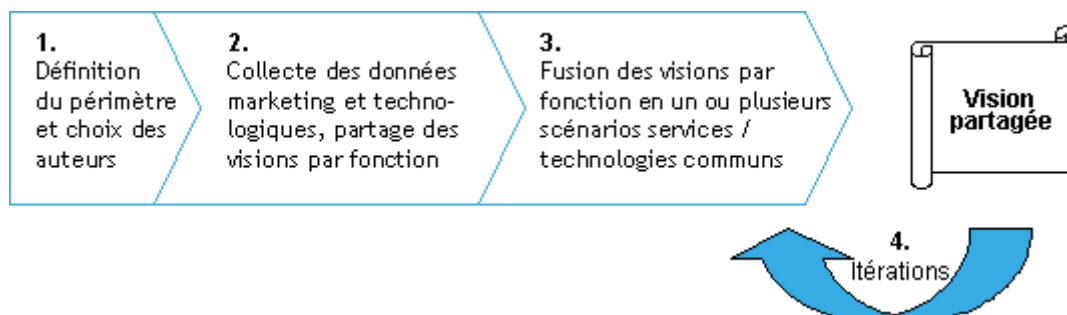 1.
Définition
du périmètre
et choix des
auteurs
2.
Collecte des données
marketing et techno-
logiques, partage des
visions par fonction
3.
Fusion des visions par
fonction en un ou plusieurs
scénarios services /
technologies communs
Vision
partagée
4.
Itérations